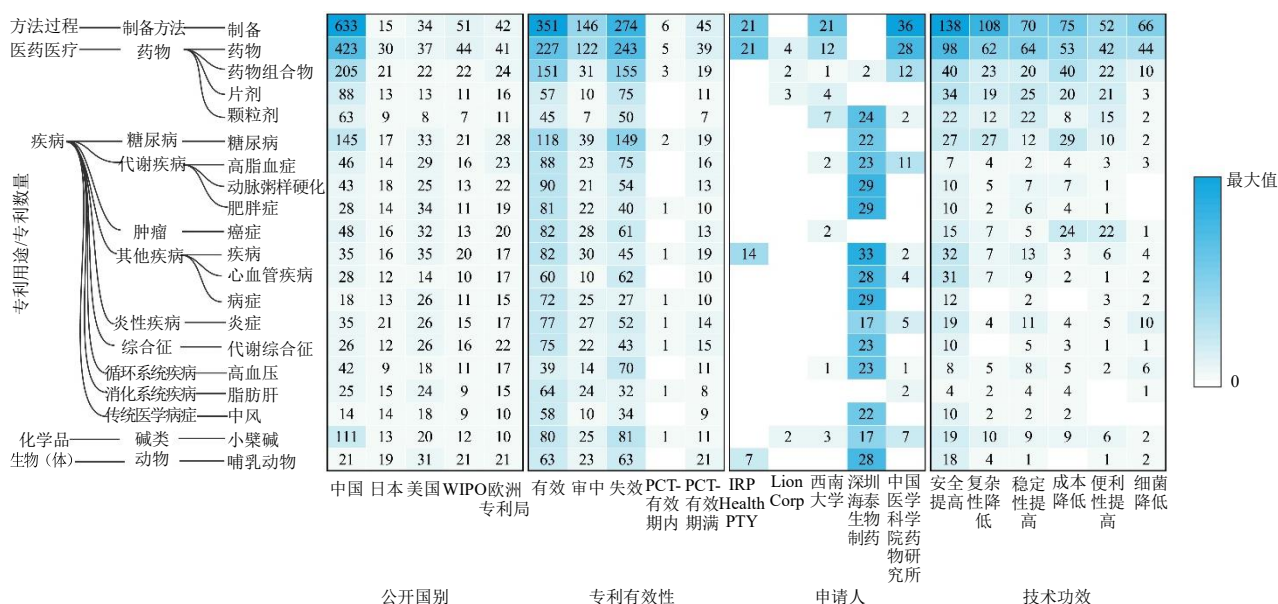 方法过程 制备方法 制备 633 15 34 51 42 351 146 274 6 45 21 21 36 138 108 70 75 52 66
医药医疗 药物 药物 423 30 37 44 41 227 122 243 5 39 21 4 12 28 98 62 64 53 42 44
药物组合物 205 21 22 22 24 151 31 155 3 19 2 1 2 12 40 23 20 40 22 10
片剂 88 13 13 11 16 57 10 75 11 3 4 34 19 25 20 21 3
颗粒剂 63 9 8 7 11 45 7 50 7 7 24 2 22 12 22 8 15 2
疾病 糖尿病 糖尿病 145 17 33 21 28 118 39 149 2 19 22 27 27 12 29 10 2
代谢疾病 高脂血症 46 14 29 16 23 88 23 75 16 2 23 11 7 4 2 4 3 3
动脉粥样硬化 43 18 25 13 22 90 21 54 13 29 10 5 7 7 1
肥胖症 28 14 34 11 19 81 22 40 1 10 29 10 2 6 4 1
肿瘤 癌症 48 16 32 13 20 82 28 61 13 2 15 7 5 24 22 1
其他疾病 疾病 35 16 35 20 17 82 30 45 1 19 14 33 2 32 7 13 3 6 4
心血管疾病 28 12 14 10 17 60 10 62 10 28 4 31 7 9 2 1 2
病症 18 13 26 11 15 72 25 27 1 10 29 12 2 3 2
炎性疾病 炎症 35 21 26 15 17 77 27 52 1 14 17 5 19 4 11 4 5 10
综合征 代谢综合征 26 12 26 16 22 75 22 43 1 15 23 10 5 3 1 1
循环系统疾病 高血压 42 9 18 11 17 39 14 70 11 1 23 1 8 5 8 5 2 6
消化系统疾病 脂肪肝 25 15 24 9 15 64 24 32 1 8 2 4 2 4 4 1
传统医学病症 中风 14 14 18 9 10 58 10 34 9 22 10 2 2 2
化学品 碱类 小檗碱 111 13 20 12 10 80 25 81 1 11 2 3 17 7 19 10 9 9 6 2
生物（体） 动物 哺乳动物 21 19 31 21 21 63 23 63 21 7 28 18 4 1 1 2
专利用途/专利数量
最大值
0
中国 日本 美国 WIPO 欧洲
专利局
有效 审中 失效 PCT-
有效
期内
PCT-
有效
期满
IRP
Health
PTY
Lion
Corp
西南
大学
深圳
海泰
生物
制药
中国
医学
科学
院药
物研
究所
安全
提高
复杂
性降
低
稳定
性提
高
成本
降低
便利
性提
高
细菌
降低
公开国别 专利有效性 申请人 技术功效